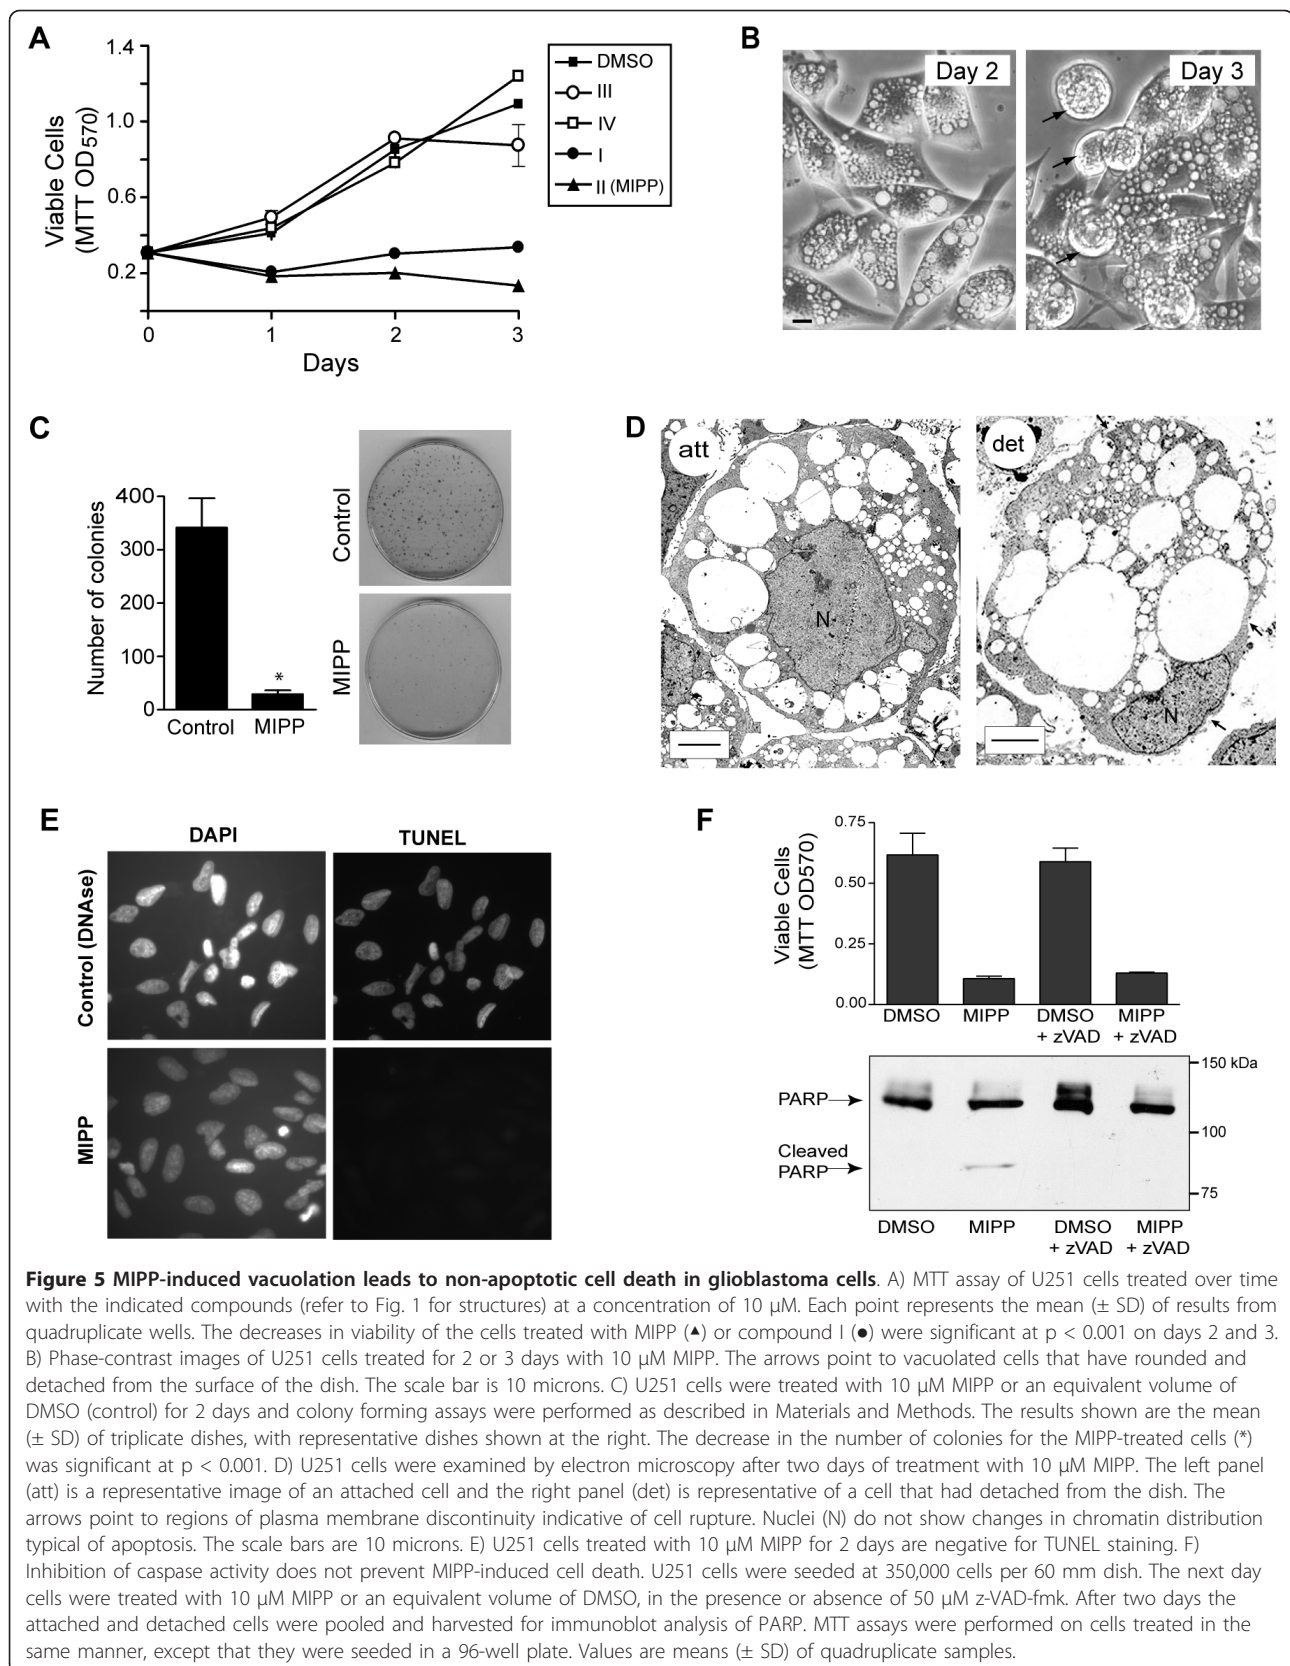 A
1.4
1.0
0.6
0.2
Viable Cells
(MTT OD570)
0
1
2
3
Days
DMSO
III
IV
I
II (MIPP)
B
Day 2
Day 3
C
400
300
200
100
0
Number of colonies
*
Control
MIPP
Control
MIPP
D
att
N
det
N
E
DAPI
TUNEL
Control (DNAse)
MIPP
F
0.75
0.50
0.25
0.00
Viable Cells
(MTT OD570)
DMSO
MIPP
DMSO
+ zVAD
MIPP
+ zVAD
PARP
Cleaved
PARP
150 kDa
100
75
DMSO
MIPP
DMSO
+ zVAD
MIPP
+ zVAD
Figure 5 MIPP-induced vacuolation leads to non-apoptotic cell death in glioblastoma cells. A) MTT assay of U251 cells treated over time
with the indicated compounds (refer to Fig. 1 for structures) at a concentration of 10 μM. Each point represents the mean (± SD) of results from
quadruplicate wells. The decreases in viability of the cells treated with MIPP (▲) or compound I (●) were significant at p < 0.001 on days 2 and 3.
B) Phase-contrast images of U251 cells treated for 2 or 3 days with 10 μM MIPP. The arrows point to vacuolated cells that have rounded and
detached from the surface of the dish. The scale bar is 10 microns. C) U251 cells were treated with 10 μM MIPP or an equivalent volume of
DMSO (control) for 2 days and colony forming assays were performed as described in Materials and Methods. The results shown are the mean
(± SD) of triplicate dishes, with representative dishes shown at the right. The decrease in the number of colonies for the MIPP-treated cells (*)
was significant at p < 0.001. D) U251 cells were examined by electron microscopy after two days of treatment with 10 μM MIPP. The left panel
(att) is a representative image of an attached cell and the right panel (det) is representative of a cell that had detached from the dish. The
arrows point to regions of plasma membrane discontinuity indicative of cell rupture. Nuclei (N) do not show changes in chromatin distribution
typical of apoptosis. The scale bars are 10 microns. E) U251 cells treated with 10 μM MIPP for 2 days are negative for TUNEL staining. F)
Inhibition of caspase activity does not prevent MIPP-induced cell death. U251 cells were seeded at 350,000 cells per 60 mm dish. The next day
cells were treated with 10 μM MIPP or an equivalent volume of DMSO, in the presence or absence of 50 μM z-VAD-fmk. After two days the
attached and detached cells were pooled and harvested for immunoblot analysis of PARP. MTT assays were performed on cells treated in the
same manner, except that they were seeded in a 96-well plate. Values are means (± SD) of quadruplicate samples.